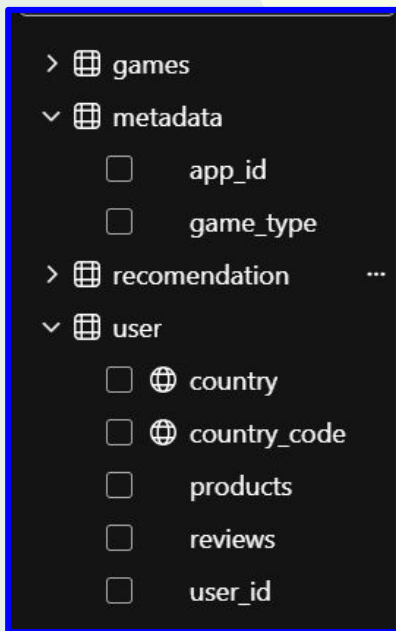 games
metadata
app_id
game_type
recomendation ...
user
country
country_code
products
reviews
user_id